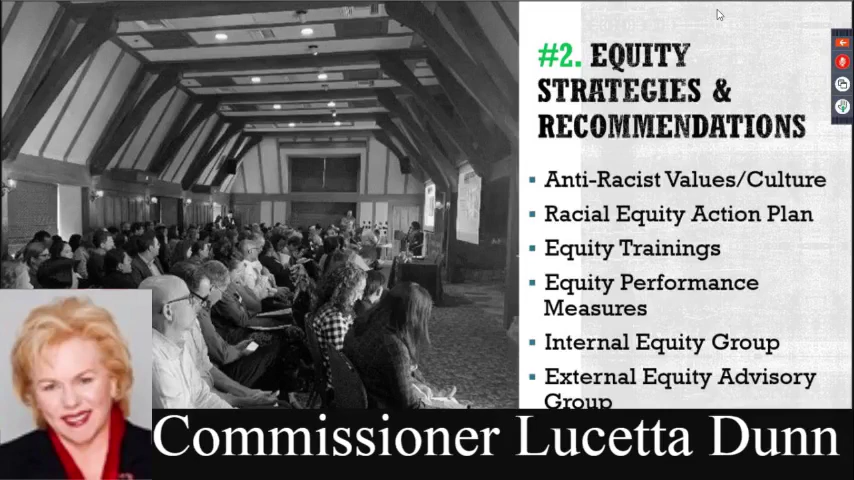 #2. EQUITY
STRATEGIES &
RECOMMENDATIONS
Anti-Racist Values/Culture
Racial Equity Action Plan
Equity Trainings
Equity Performance
Measures
Internal Equity Group
External Equity Advisory
Group
Commissioner Lucetta Dunn